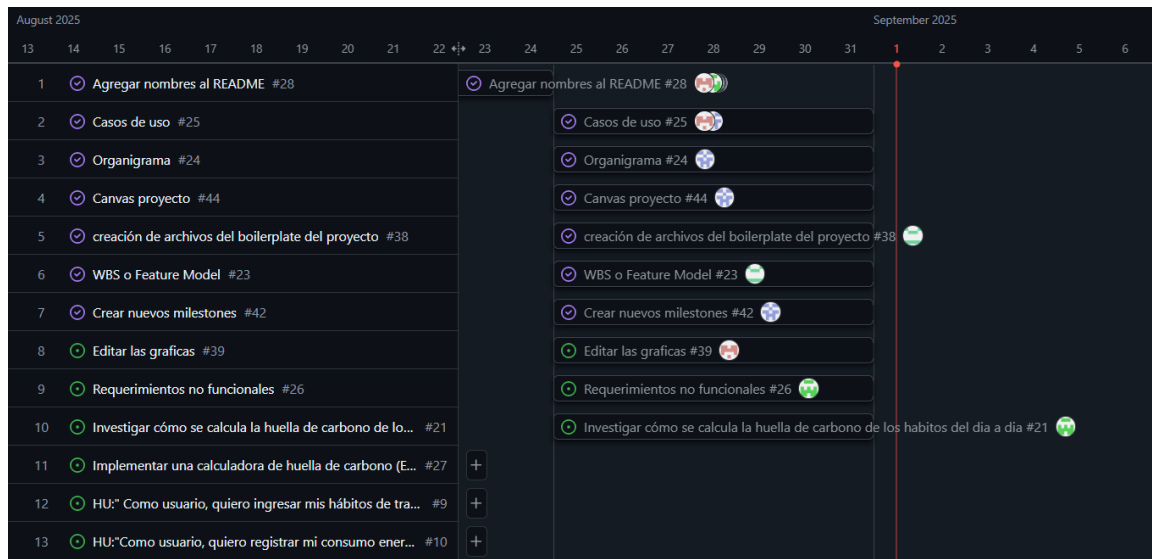 August 2025 September 2025
13 14 15 16 17 18 19 20 21 22 23 24 25 26 27 28 29 30 31 1 2 3 4 5 6
1 Agregar nombres al README #28 Agregar nombres al README #28
2 Casos de uso #25 Casos de uso #25
3 Organigrama #24 Organigrama #24
4 Canvas proyecto #44 Canvas proyecto #44
5 creación de archivos del boilerplate del proyecto #38 creación de archivos del boilerplate del proyecto #38
6 WBS o Feature Model #23 WBS o Feature Model #23
7 Crear nuevos milestones #42 Crear nuevos milestones #42
8 Editar las graficas #39 Editar las graficas #39
9 Requerimientos no funcionales #26 Requerimientos no funcionales #26
10 Investigar cómo se calcula la huella de carbono de lo... #21 Investigar cómo se calcula la huella de carbono de los habitos del dia a dia #21
11 Implementar una calculadora de huella de carbono (E... #27
12 HU:" Como usuario, quiero ingresar mis hábitos de tra... #9
13 HU:"Como usuario, quiero registrar mi consumo ener... #10